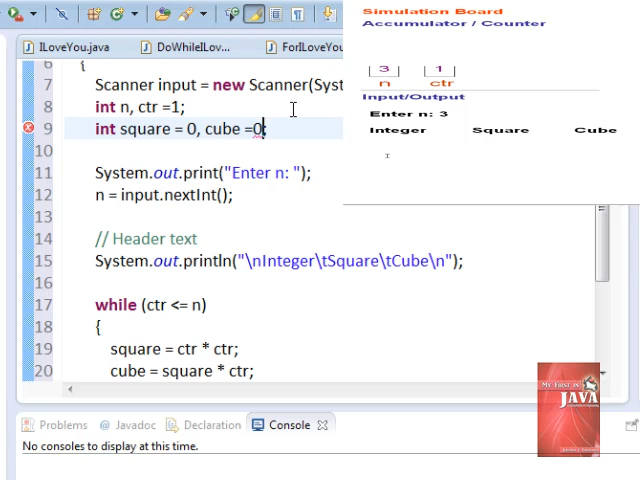 ILoveYou.java
DoWhileILov...
ForILoveYou
6 {
7 Scanner input = new Scanner(Syst
8 int n, ctr =1;
9 int square = 0, cube =0;
10
11 System.out.print("Enter n: ");
12 n = input.nextInt();
13
14 // Header text
15 System.out.println("\nInteger\tSquare\tCube\n");
16
17 while (ctr <= n)
18 {
19 square = ctr * ctr;
20 cube = square * ctr;
Simulation Board
Accumulator / Counter
3 1
n ctr
Input/Output
Enter n: 3
Integer Square Cube
MY FIRST IN
JAVA
Problems @ Javadoc Declaration Console
No consoles to display at this time.